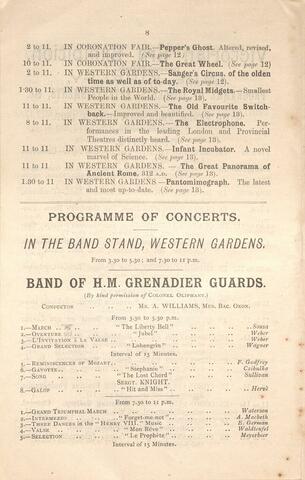 8
2 to 11. IN CORONATION FAIR.—Pepper's Ghost. Altered, revised,
and improved. (See page 12)
10 to 11. IN CORONATION FAIR.—The Great Wheel. (See page 12)
2 to 11. IN WESTERN GARDENS.—Sanger's Circus, of the olden
time as well as of to-day. (See page 12).
1·30 to 11. IN WESTERN GARDENS.—The Royal Midgets.—Smallest
People in the World. (See page 13).
11 to 11 IN WESTERN GARDENS.—The Old Favourite Switch-
back.—Improved and beautified. (See page 13).
8 to 11. IN WESTERN GARDENS.—The Electrophone. Per-
formances in the leading London and Provincial
Theatres distinctly heard. (See page 13).
11 to 11 IN WESTERN GARDENS.—Infant Incubator. A novel
marvel of Science. (See page 13).
11 to 11 IN WESTERN GARDENS. — The Great Panorama of
Ancient Rome, 312 A.D. (See page 13).
1.30 to 11 IN WESTERN GARDENS—Pantomimograph. The latest
and most up-to-date. (See page 13).
PROGRAMME OF CONCERTS.
IN THE BAND STAND, WESTERN GARDENS.
From 3.30 to 5.30; and 7.30 to 11 p.m.
BAND OF H.M. GRENADIER GUARDS.
(By kind permission of COLONEL OLIPHANT.)
CONDUCTOR .. .. MR. A. WILLIAMS, MUS. BAC. OXON.
From 3.30 to 5.30 p.m.
1.—MARCH .. "The Liberty Bell" .. Sousa
2.—OVERTURE .. "Jubel" .. Weber
3.—L'INVITATION À LA VALSE .. .. Weber
4.—GRAND SELECTION .. "Lohengrin" .. Wagner
Interval of 15 Minutes.
5.—REMINISCENCES OF MOZART .. .. F. Godfrey
6.—GAVOTTE .. "Stephanie" .. Czibulka
7.—SONG .. "The Lost Chord" .. Sullivan
SERGT. KNIGHT.
8.—GALOP .. "Hit and Miss" .. Hervé
From 7.30 to 11 p.m.
1.—GRAND TRIUMPHAL MARCH .. .. Waterson
2.—INTERMEZZO .. "Forget-me-not" .. A. Macbeth
3.—THREE DANCES in the "HENRY VIII." Music .. E. German
4.—VALSE .. "Mon Rêve" .. Waldteufel
5.—SELECTION .. "Le Prophète" .. Meyerbeer
Interval of 15 Minutes.